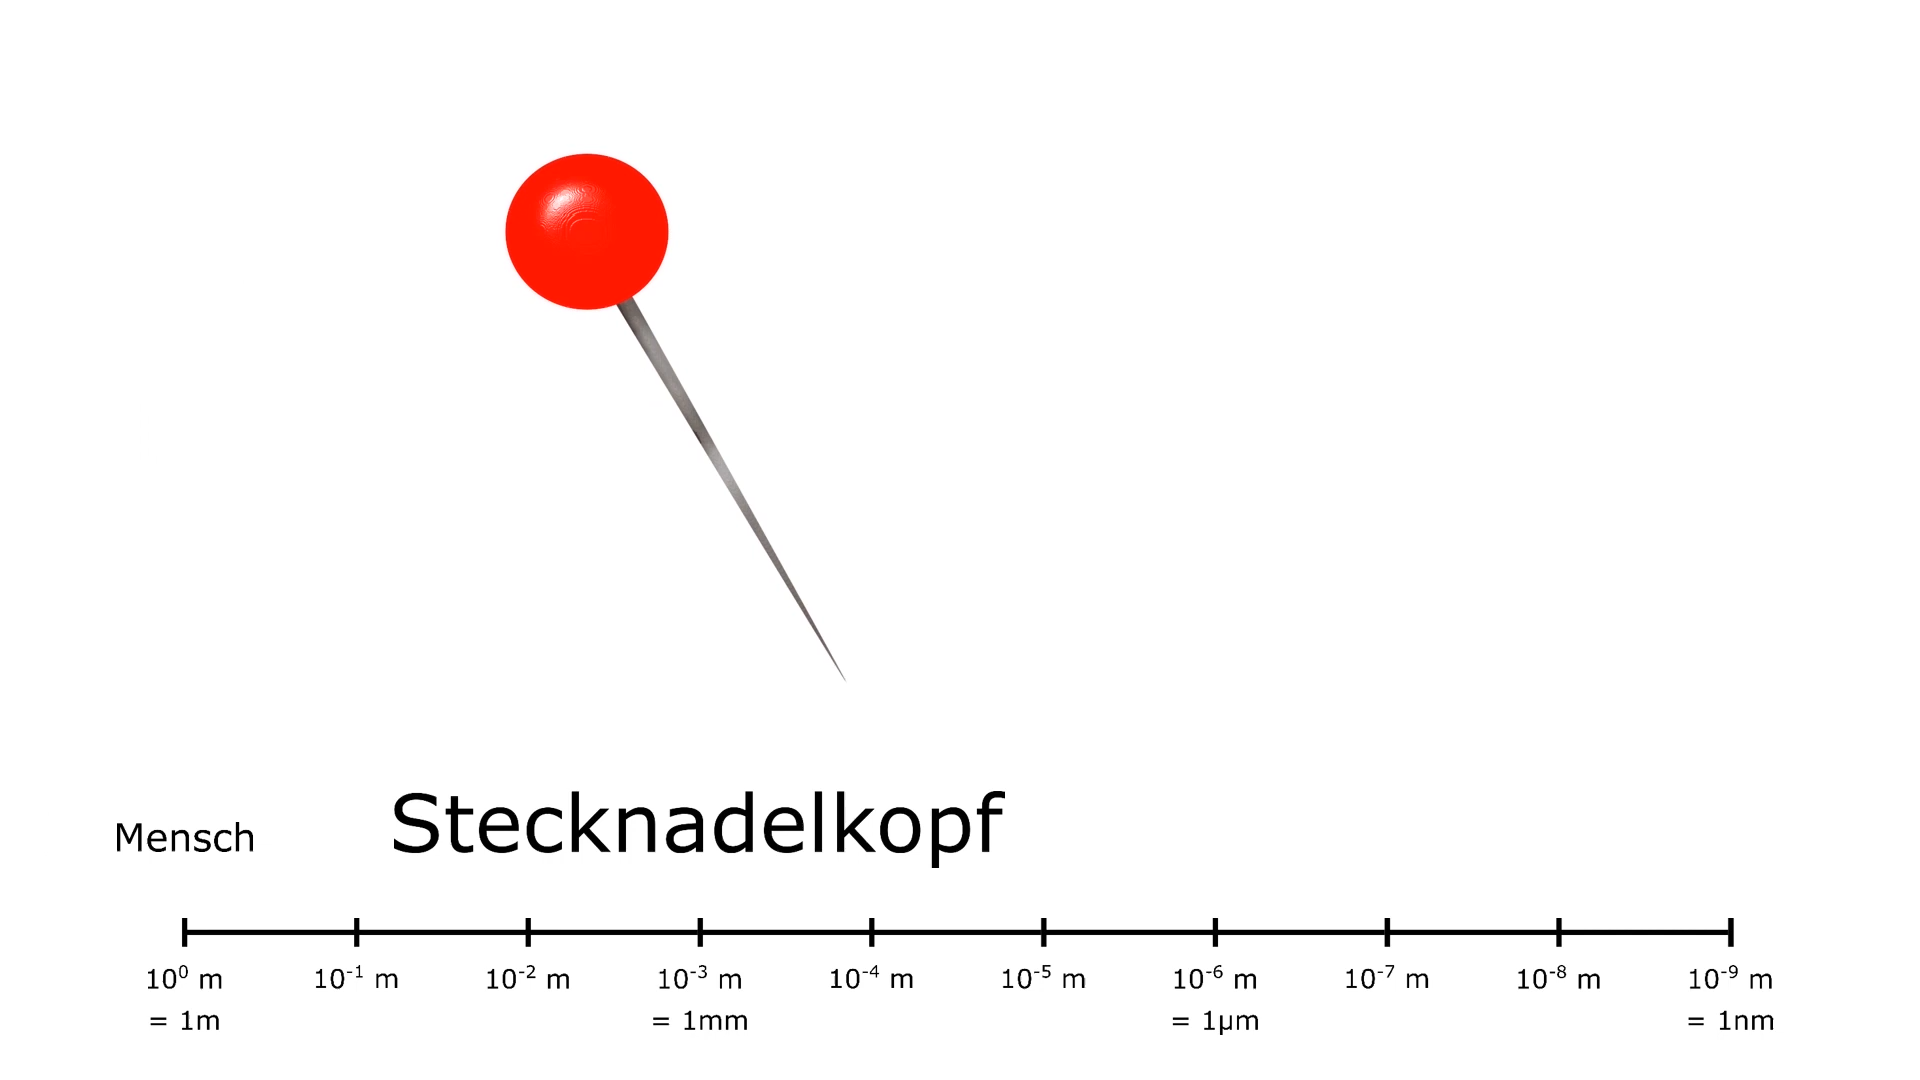 Mensch Stecknadelkopf
10⁰ m 10⁻¹ m 10⁻² m 10⁻³ m 10⁻⁴ m 10⁻⁵ m 10⁻⁶ m 10⁻⁷ m 10⁻⁸ m 10⁻⁹ m
= 1m = 1mm = 1µm = 1nm